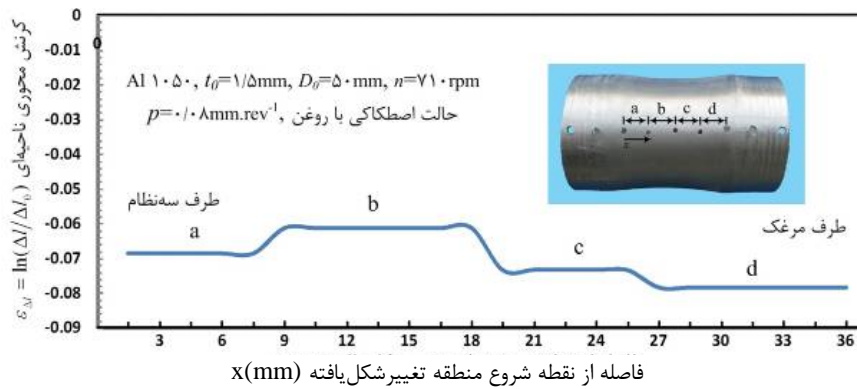 کرنش محوری ناحیه‌ای (ε_Δl = ln(Δl/Δl₀
0
-0.01
-0.02
-0.03
-0.04
-0.05
-0.06
-0.07
-0.08
-0.09
0
Al ۱۰۵۰, t₀=۱/۵mm, D₀=۵۰mm, n=۷۱۰rpm
حالت اصطکاکی با روغن, p=۰/۰۸mm.rev⁻¹
a
b
c
d
x
طرف سه‌نظام
طرف مرغک
a
b
c
d
3 6 9 12 15 18 21 24 27 30 33 36
فاصله از نقطه شروع منطقه تغییرشکل‌یافته x(mm)